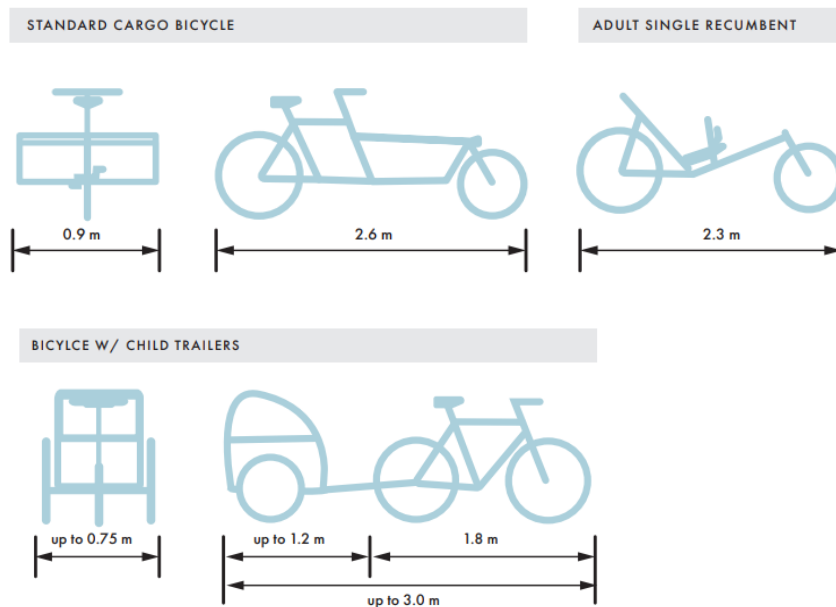 STANDARD CARGO BICYCLE
ADULT SINGLE RECUMBENT
0.9 m
2.6 m
2.3 m
BICYLCE W/ CHILD TRAILERS
up to 0.75 m
up to 1.2 m
1.8 m
up to 3.0 m